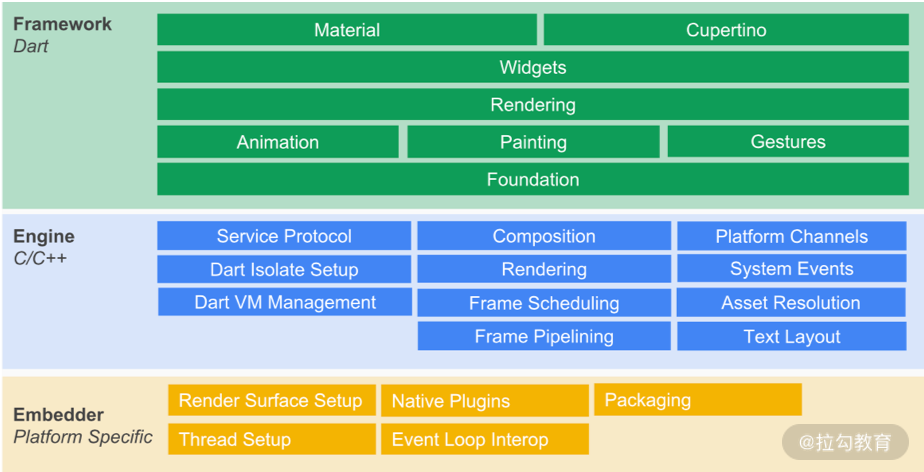 Framework
Dart
Material
Cupertino
Widgets
Rendering
Animation
Painting
Gestures
Foundation
Engine
C/C++
Service Protocol
Composition
Platform Channels
Dart Isolate Setup
Rendering
System Events
Dart VM Management
Frame Scheduling
Asset Resolution
Frame Pipelining
Text Layout
Embedder
Platform Specific
Render Surface Setup
Native Plugins
Packaging
Thread Setup
Event Loop Interop
@拉勾教育